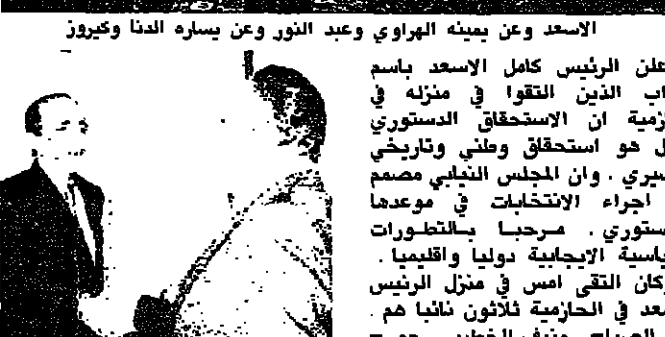 الاسعد وعن يمينه الهراوي وعبد النور وعن يساره الدنا وكيروز
علن الرئيس كامل الاسعد باسم
اب الذين التقوا في منزله في
زمية ان الاستحقاق الدستوري
ل هو استحقاق وطني وتاريخي
سيري . وان المجلس النيابي مصمم
اجراء الانتخابات في موعدها
ستوري . مرحبا بالتطورات
ياسية الايجابية دوليا واقليميا .
وكان التقى امس في منزل الرئيس
سعد في الحازمية ثلاثون نائبا هم .